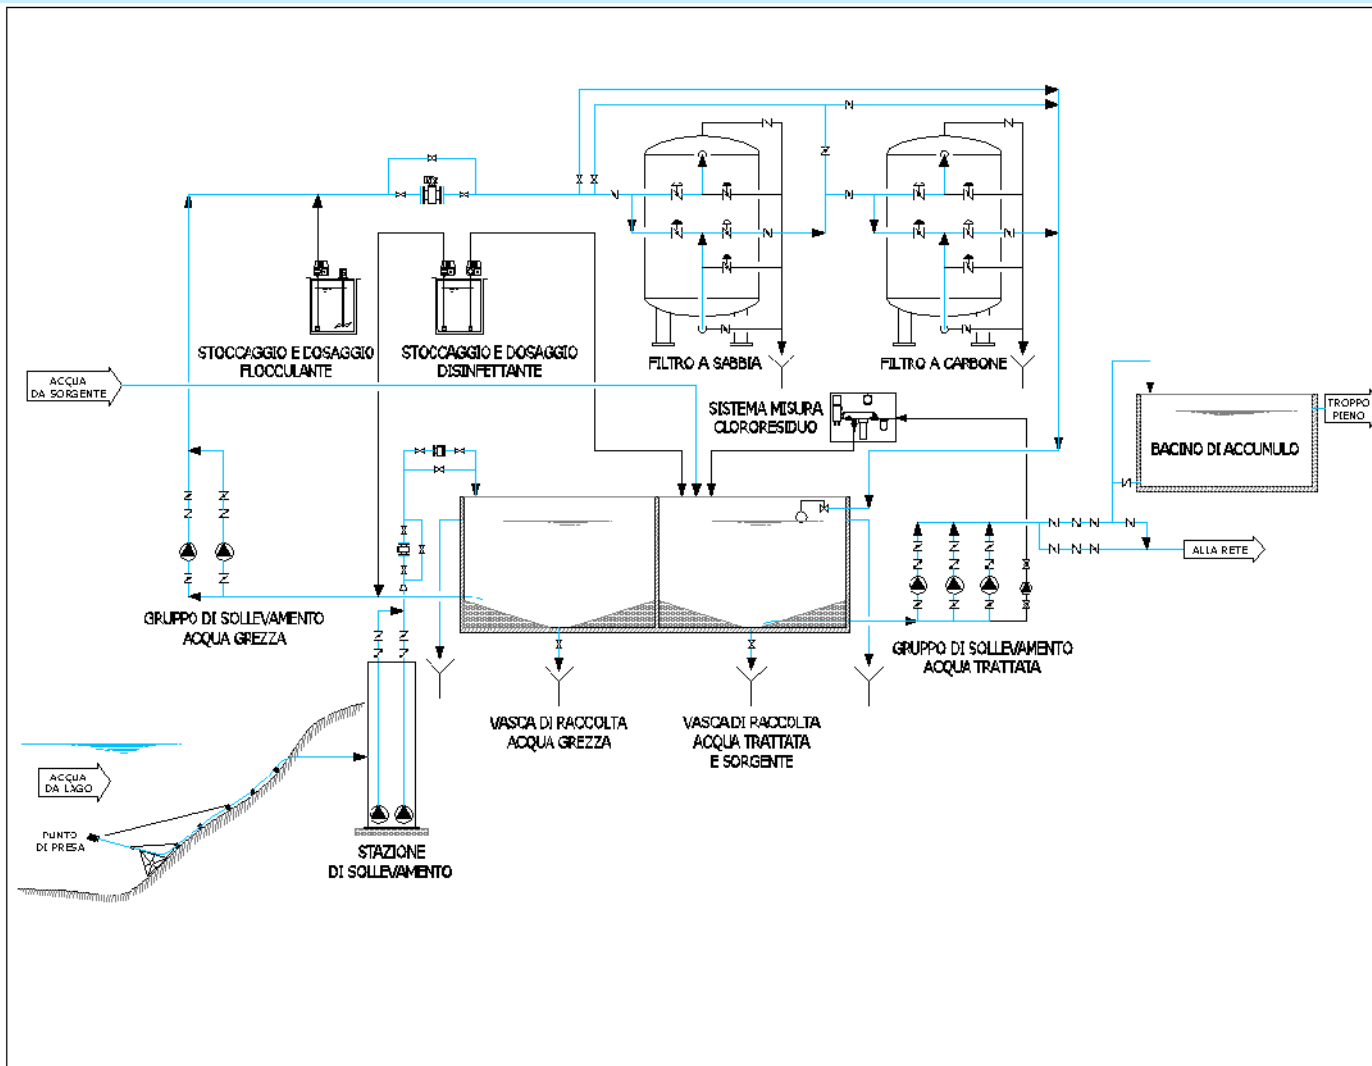 STOCCAGGIO E DOSAGGIO
FLOCCULANTE
STOCCAGGIO E DOSAGGIO
DISINFETTANTE
FILTRO A SABBIA
FILTRO A CARBONE
ACQUA
DA SORGENTE
SISTEMA MISURA
CLORORESIDUO
TROPPO
PIENO
BACINO DI ACCUMULO
ALLA RETE
GRUPPO DI SOLLEVAMENTO
ACQUA GREZZA
GRUPPO DI SOLLEVAMENTO
ACQUA TRATTATA
VASCA DI RACCOLTA
ACQUA GREZZA
VASCA DI RACCOLTA
ACQUA TRATTATA
E SORGENTE
ACQUA
DA LAGO
PUNTO
DI PRESA
STAZIONE
DI SOLLEVAMENTO